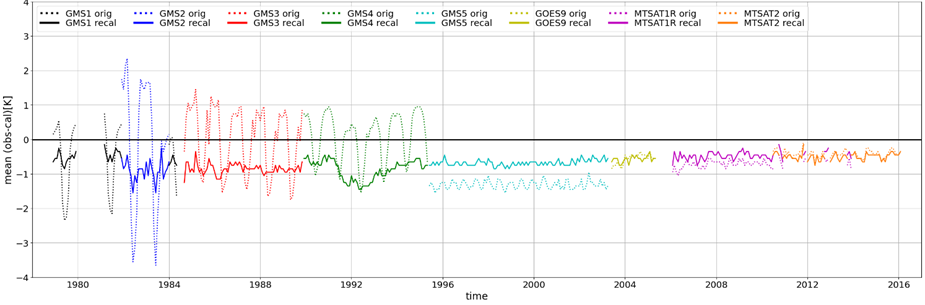 GMS1 orig GMS2 orig GMS3 orig GMS4 orig GMS5 orig GOES9 orig MTSAT1R orig MTSAT2 orig
GMS1 recal GMS2 recal GMS3 recal GMS4 recal GMS5 recal GOES9 recal MTSAT1R recal MTSAT2 recal
4
3
2
1
0
−1
−2
−3
−4
mean (obs-cal)[K]
1980 1984 1988 1992 1996 2000 2004 2008 2012 2016
time